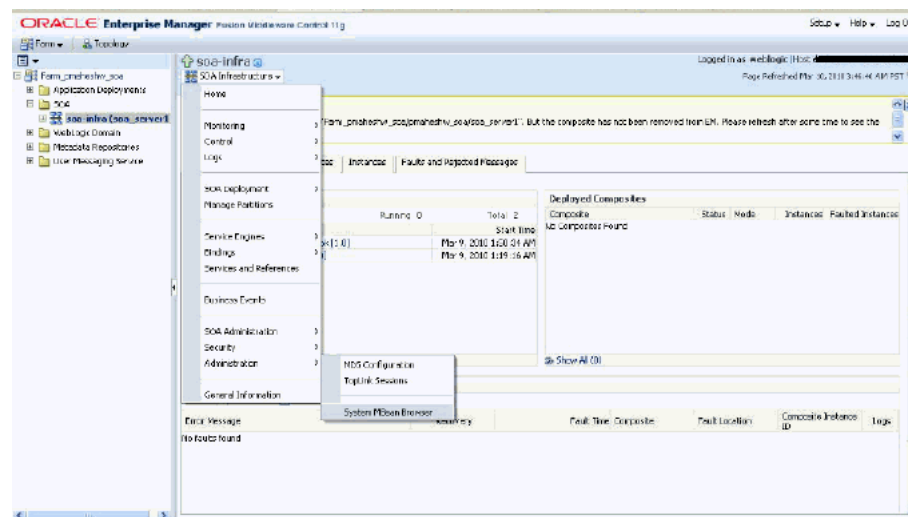 ORACLE Enterprise Manager Fusion Middleware Control 11g
Setup Help Log O
Farm Topology
soa-infra
Logged in as weblogic|Host
SOA Infrastructure
Page Refreshed Mar 10, 2010 3:46:46 AM PST
Farm_pmaheshw_soa
Application Deployments
SOA
soa-infra (soa_server1
WebLogic Domain
Metadata Repositories
User Messaging Service
Home
Monitoring
Control
Logs
SOA Deployment
Manage Partitions
Service Engines
Bindings
Services and References
Business Events
SOA Administration
Security
Administration
General Information
MDS Configuration
TopLink Sessions
System MBean Browser
"Farm_pmaheshw_soa/pmaheshw_soa/soa_server1". But the composite has not been removed from EM. Please refresh after some time to see the
Instances Faults and Rejected Messages
Running 0 Total 2
Start Time
[1.0] Mar 9, 2010 1:50:34 AM
Mar 9, 2010 1:19:16 AM
Deployed Composites
Composite Status Mode Instances Faulted Instances
No Composites Found
Show All (0)
Error Message Recovery Fault Time Composite Fault Location Composite Instance ID Logs
No faults found